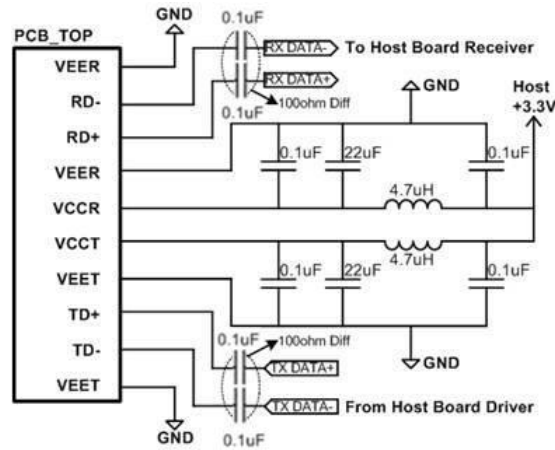 GND
0.1uF
PCB_TOP
RX DATA-
To Host Board Receiver
VEER
RX DATA+
RD-
0.1uF
100ohm Diff
GND
Host
+3.3V
RD+
VEER
0.1uF
22uF
0.1uF
4.7uH
VCCR
VCCT
4.7uH
VEET
0.1uF
22uF
0.1uF
TD+
0.1uF
100ohm Diff
TD-
TX DATA+
GND
VEET
TX DATA-
From Host Board Driver
GND
0.1uF